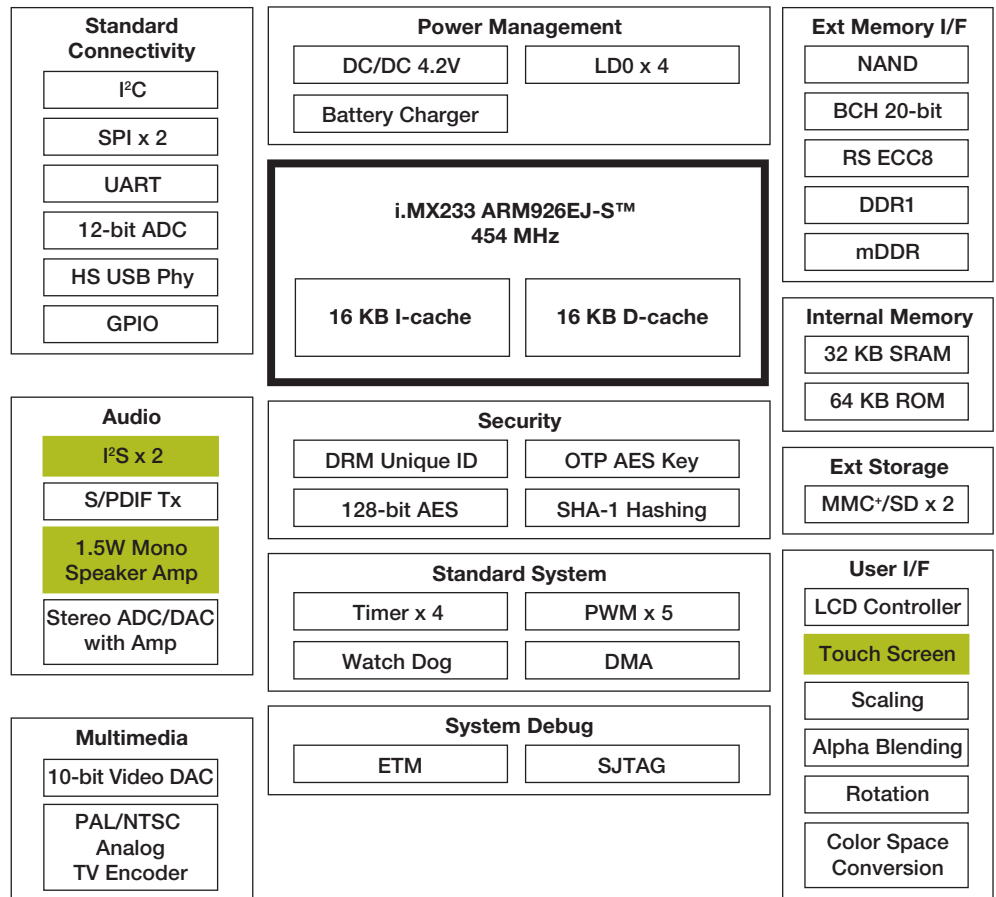 Standard
Connectivity
I²C
SPI x 2
UART
12-bit ADC
HS USB Phy
GPIO
Audio
I²S x 2
S/PDIF Tx
1.5W Mono
Speaker Amp
Stereo ADC/DAC
with Amp
Multimedia
10-bit Video DAC
PAL/NTSC
Analog
TV Encoder
Power Management
DC/DC 4.2V
LD0 x 4
Battery Charger
i.MX233 ARM926EJ-S™
454 MHz
16 KB I-cache
16 KB D-cache
Security
DRM Unique ID
OTP AES Key
128-bit AES
SHA-1 Hashing
Standard System
Timer x 4
PWM x 5
Watch Dog
DMA
System Debug
ETM
SJTAG
Ext Memory I/F
NAND
BCH 20-bit
RS ECC8
DDR1
mDDR
Internal Memory
32 KB SRAM
64 KB ROM
Ext Storage
MMC⁺/SD x 2
User I/F
LCD Controller
Touch Screen
Scaling
Alpha Blending
Rotation
Color Space
Conversion